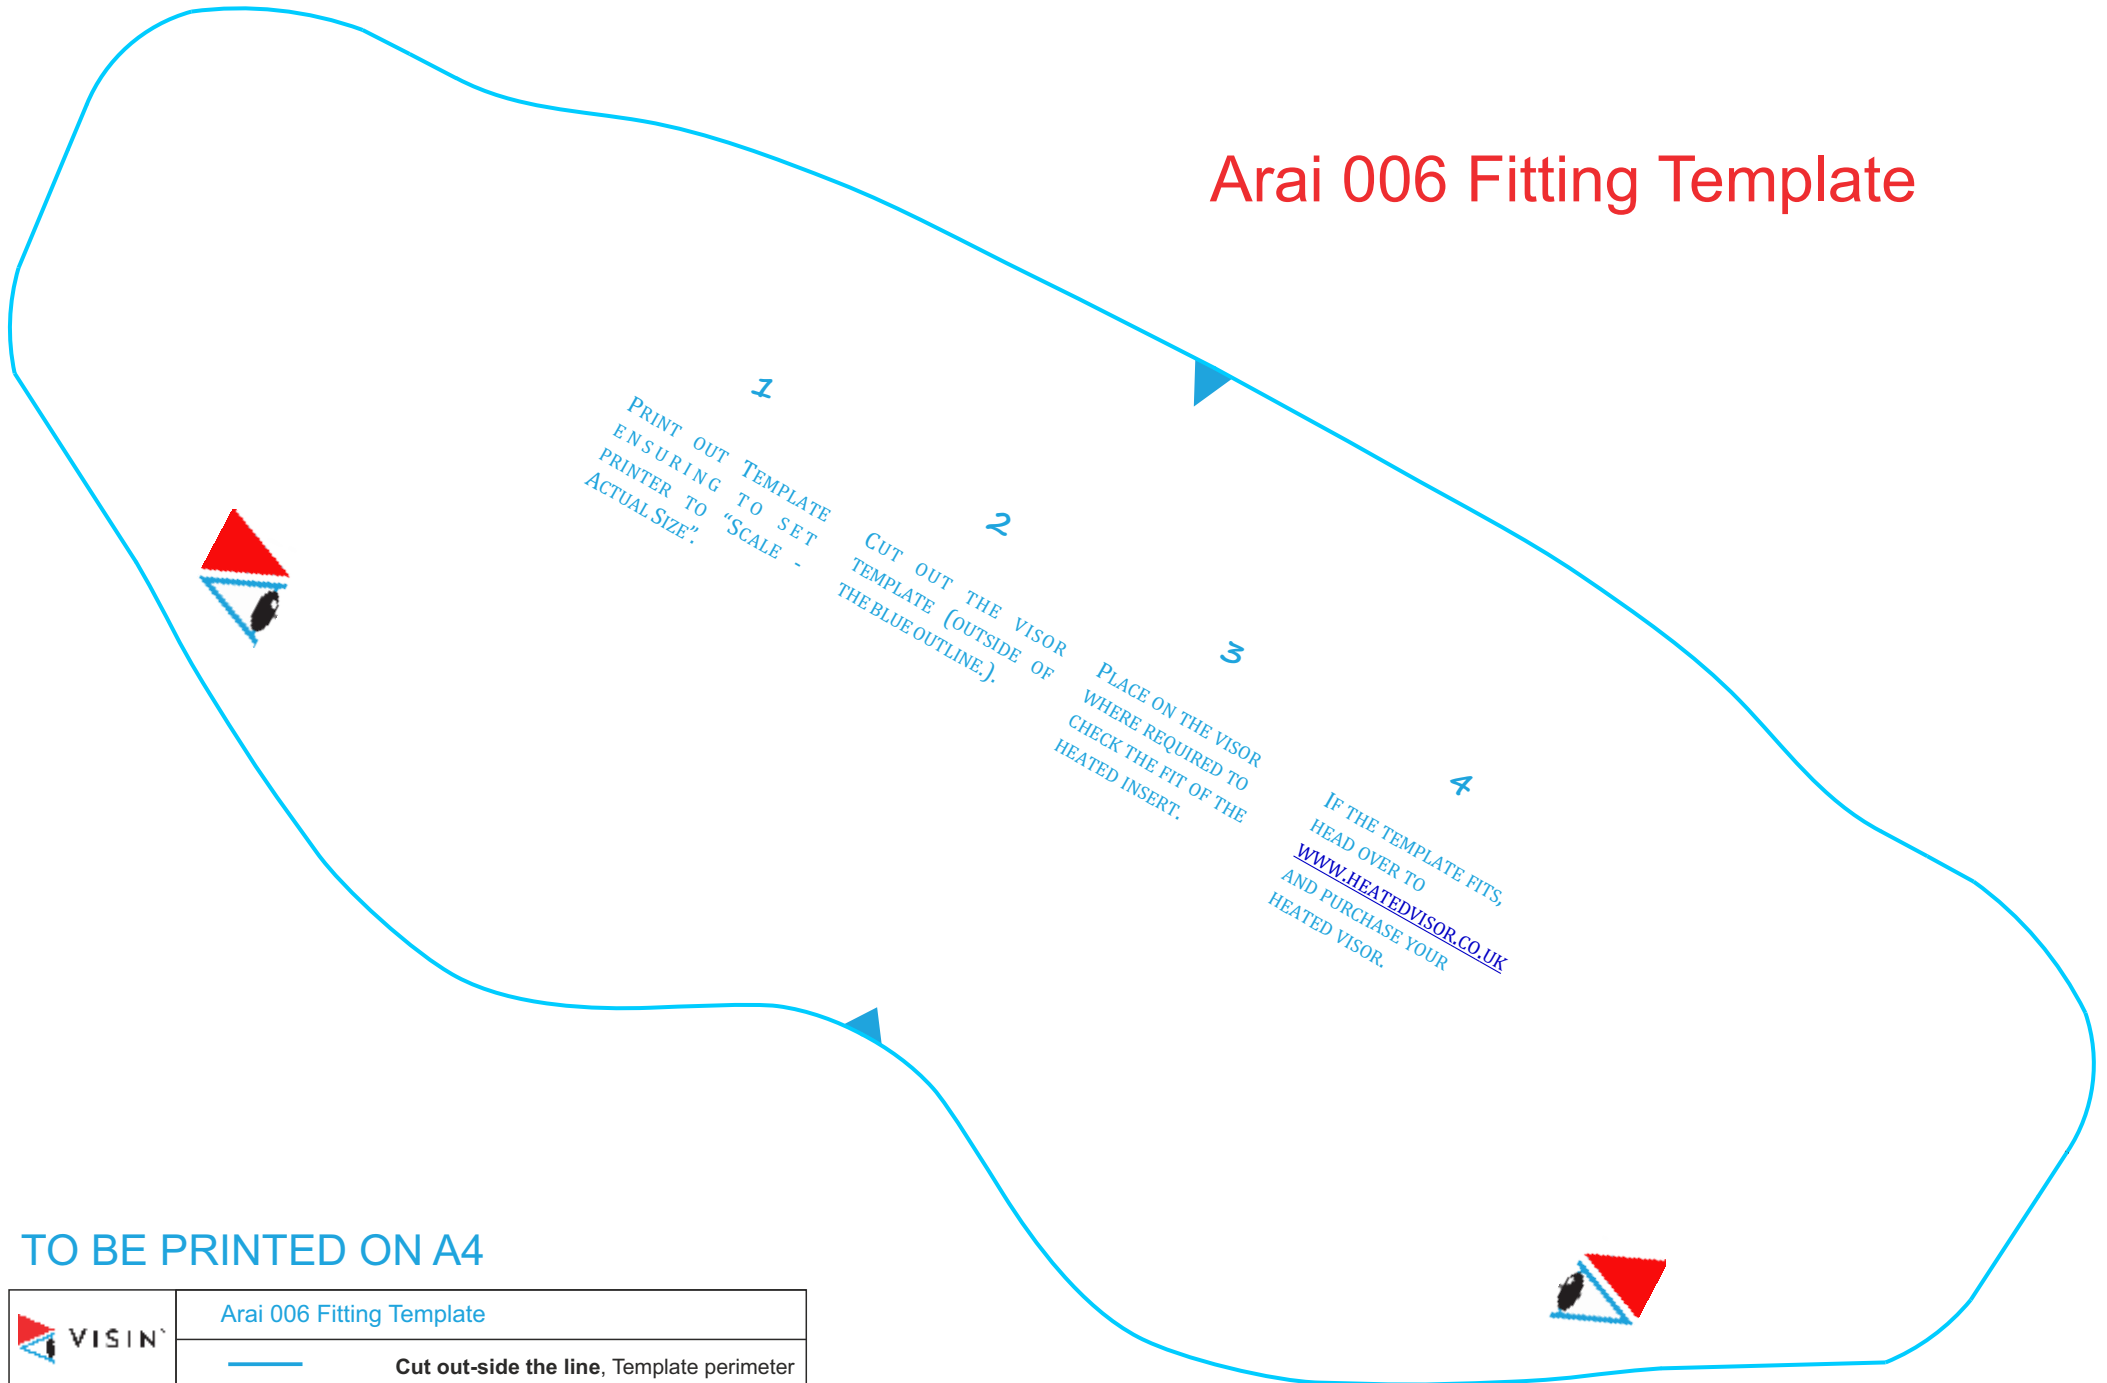 Arai 006 Fitting Template
1
PRINT OUT TEMPLATE
ENSURING TO SET
PRINTER TO “SCALE -
ACTUAL SIZE”.
2
CUT OUT THE VISOR
TEMPLATE (OUTSIDE OF
THE BLUE OUTLINE.).
3
PLACE ON THE VISOR
WHERE REQUIRED TO
CHECK THE FIT OF THE
HEATED INSERT.
4
IF THE TEMPLATE FITS,
HEAD OVER TO
WWW.HEATEDVISOR.CO.UK
AND PURCHASE YOUR
HEATED VISOR.
TO BE PRINTED ON A4
VISIN
Arai 006 Fitting Template
Cut out-side the line, Template perimeter